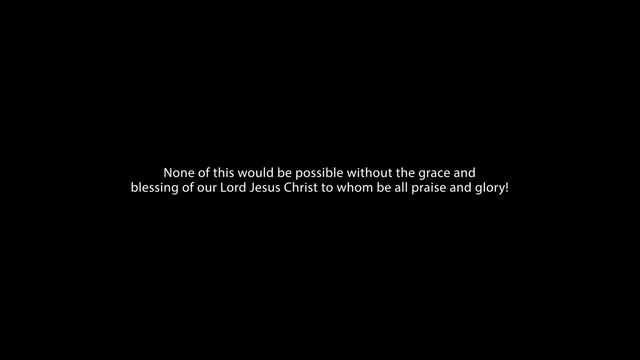 None of this would be possible without the grace and
blessing of our Lord Jesus Christ to whom be all praise and glory!